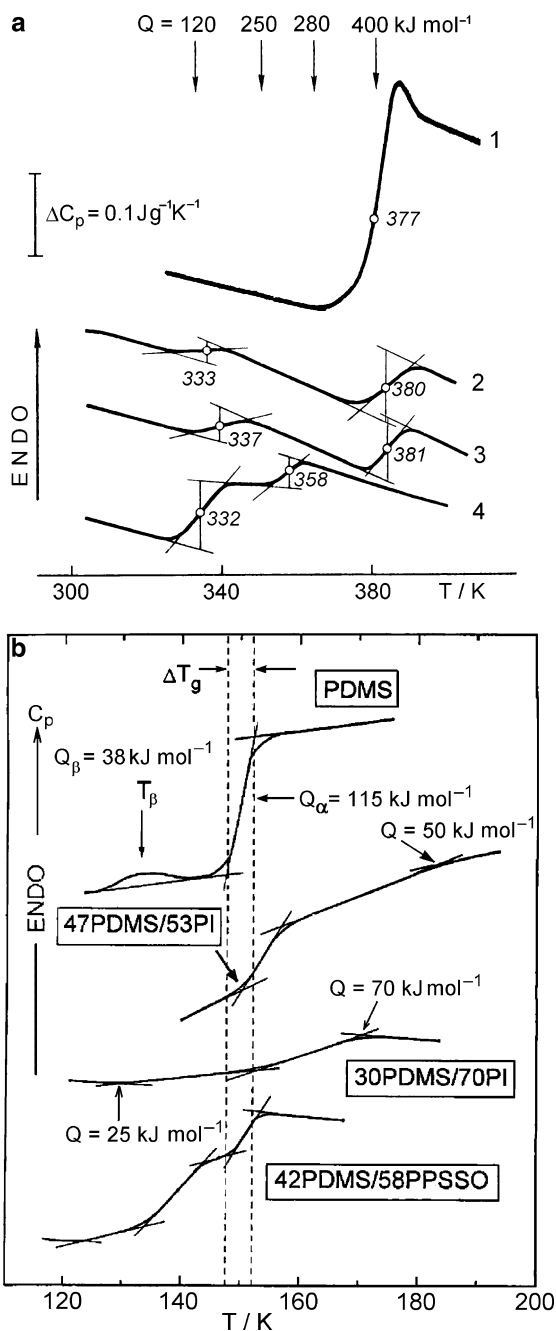 a
Q = 120 250 280 400 kJ mol⁻¹
1
ΔCp = 0.1 Jg⁻¹K⁻¹
377
333
380
2
337
381
3
358
332
4
ENDO
300 340 380 T / K
b
ΔTg
PDMS
Cp
Qβ = 38 kJ mol⁻¹
Tβ
Qα = 115 kJ mol⁻¹
Q = 50 kJ mol⁻¹
ENDO
47PDMS/53PI
Q = 70 kJ mol⁻¹
30PDMS/70PI
Q = 25 kJ mol⁻¹
42PDMS/58PPSSO
120 140 160 180 200
T / K